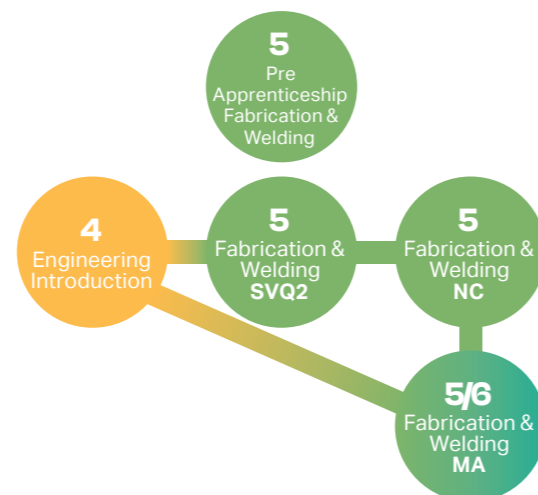 5
Pre
Apprenticeship
Fabrication &
Welding
4
Engineering
Introduction
5
Fabrication &
Welding
SVQ2
5
Fabrication &
Welding
NC
5/6
Fabrication &
Welding
MA